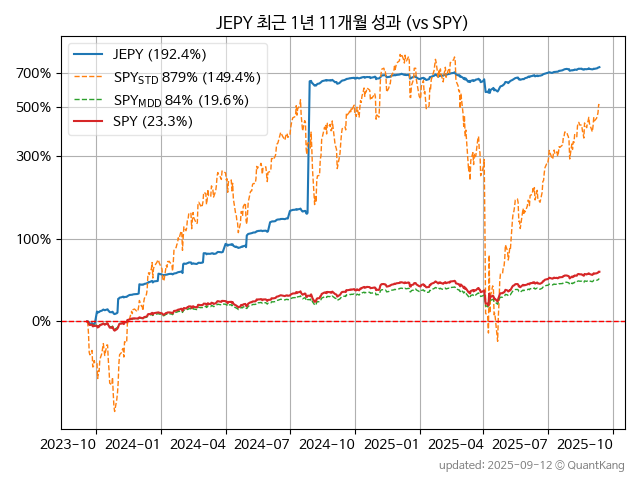 JEPY 최근 1년 11개월 성과 (vs SPY)
JEPY (192.4%)
SPY_STD 879% (149.4%)
SPY_MDD 84% (19.6%)
SPY (23.3%)
700%
500%
300%
100%
0%
2023-10 2024-01 2024-04 2024-07 2024-10 2025-01 2025-04 2025-07 2025-10
updated: 2025-09-12 © QuantKang